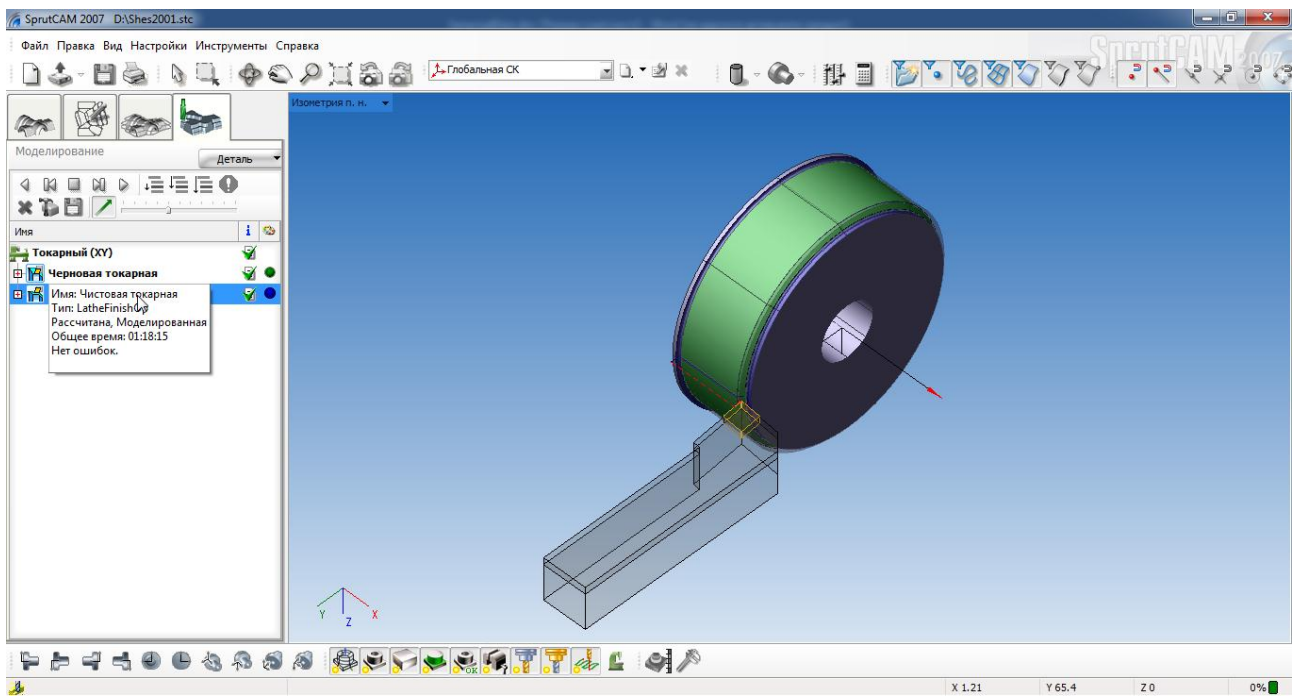 SprutCAM 2007 D:\Shes2001.stc
Файл Правка Вид Настройки Инструменты Справка
SprutCAM 2007
Глобальная СК
Изометрия п. н.
Моделирование
Деталь
Имя
Токарный (XY)
Черновая токарная
Имя: Чистовая токарная
Тип: LatheFinish
Рассчитана, Моделированная
Общее время: 01:18:15
Нет ошибок.
Y Z X
OK
X 1.21 Y 65.4 Z 0 0%